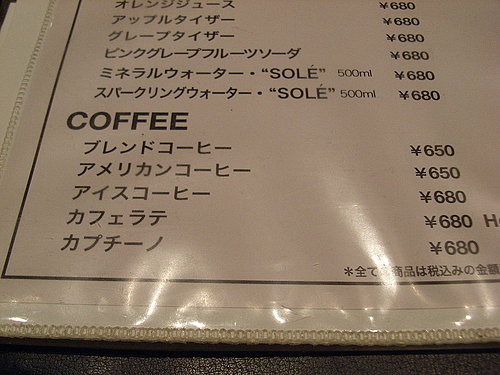 オレンジジュース ¥680
アップルタイザー ¥680
グレープタイザー ¥680
ピンクグレープフルーツソーダ ¥680
ミネラルウォーター・“SOLÉ” 500ml ¥680
スパークリングウォーター・“SOLÉ” 500ml ¥680
COFFEE
ブレンドコーヒー ¥650
アメリカンコーヒー ¥650
アイスコーヒー ¥680
カフェラテ ¥680 H
カプチーノ ¥680
*全て 商品は税込みの金額